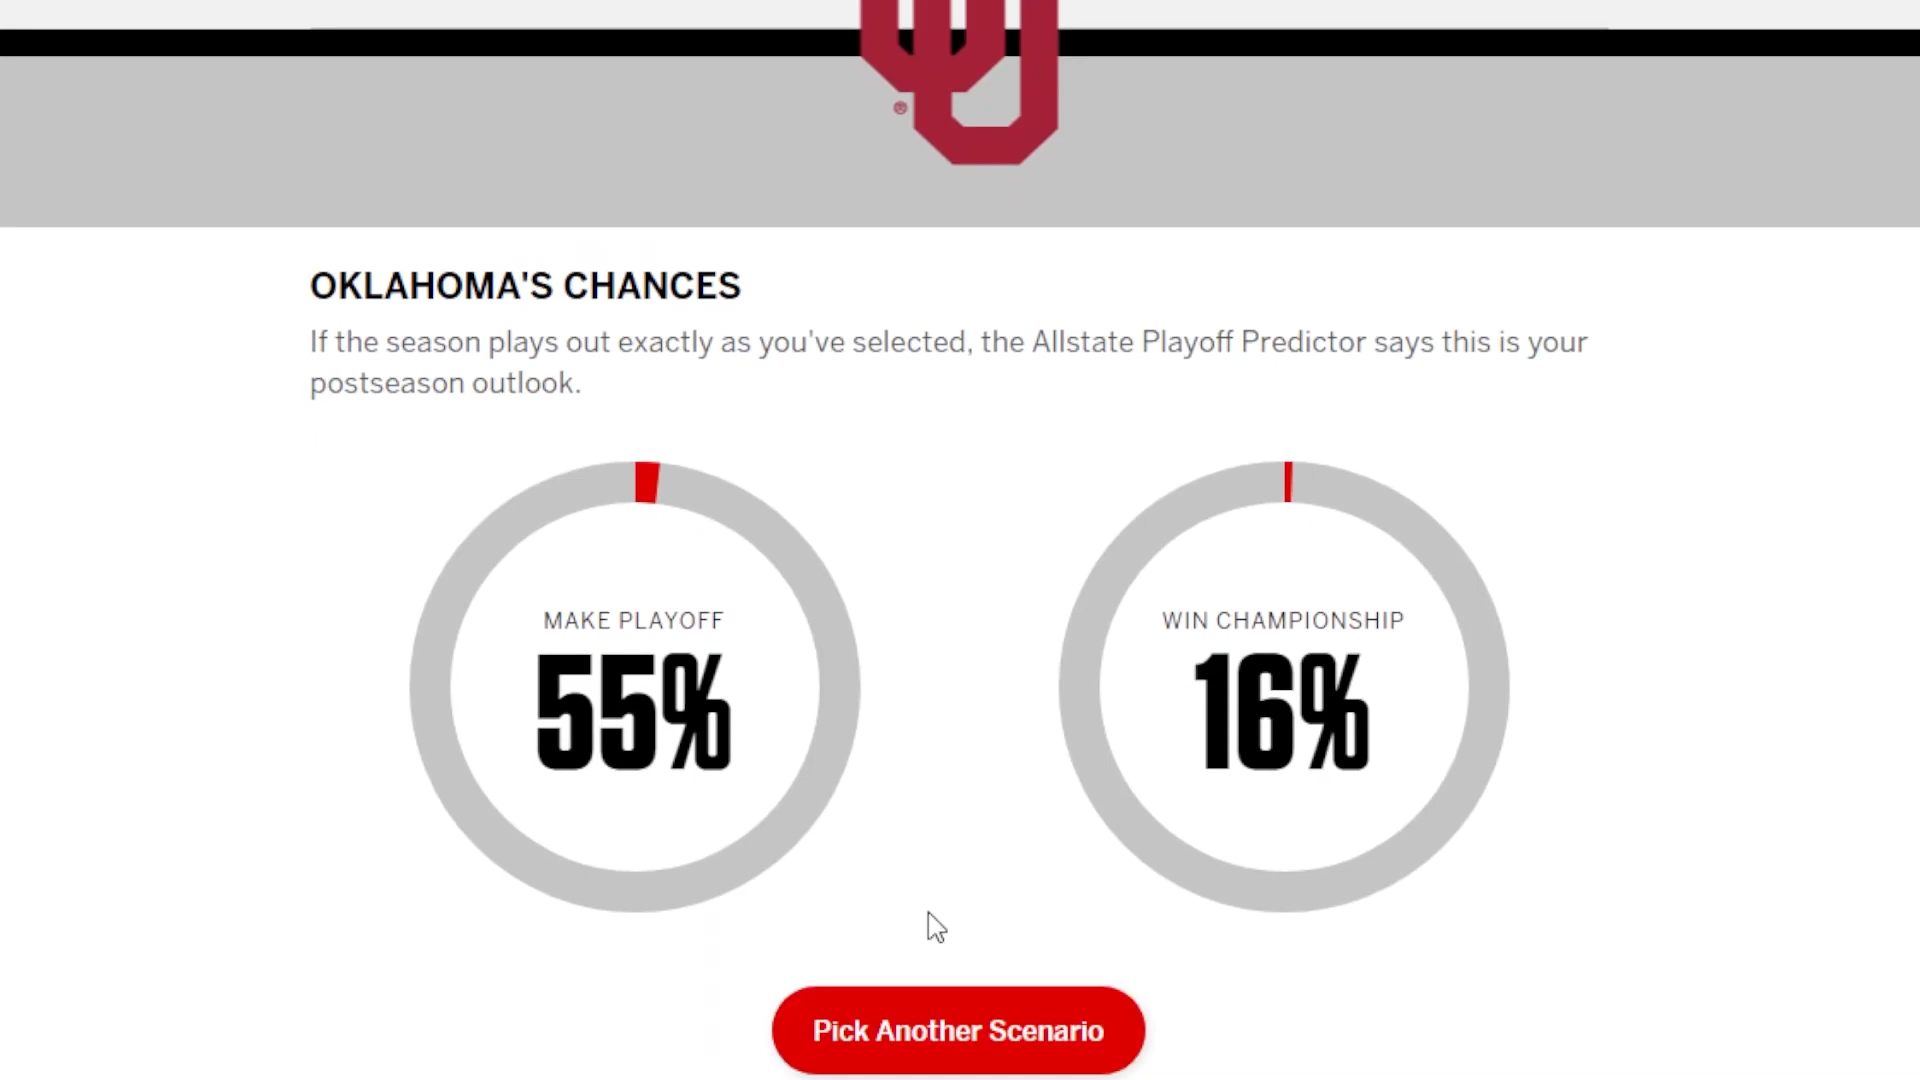 ®
OKLAHOMA'S CHANCES
If the season plays out exactly as you've selected, the Allstate Playoff Predictor says this is your
postseason outlook.
MAKE PLAYOFF
55%
WIN CHAMPIONSHIP
16%
Pick Another Scenario